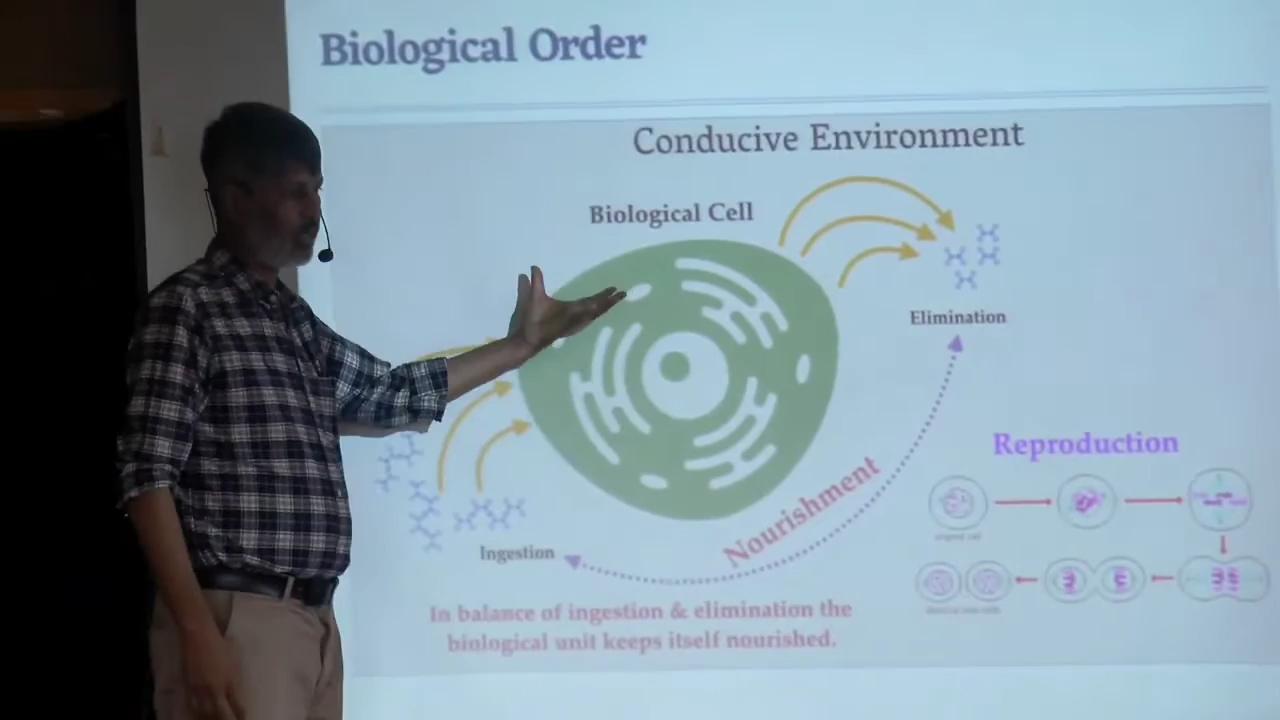 Biological Order
Conducive Environment
Biological Cell
Elimination
Reproduction
Nourishment
Ingestion
In balance of ingestion & elimination the
biological unit keeps itself nourished.